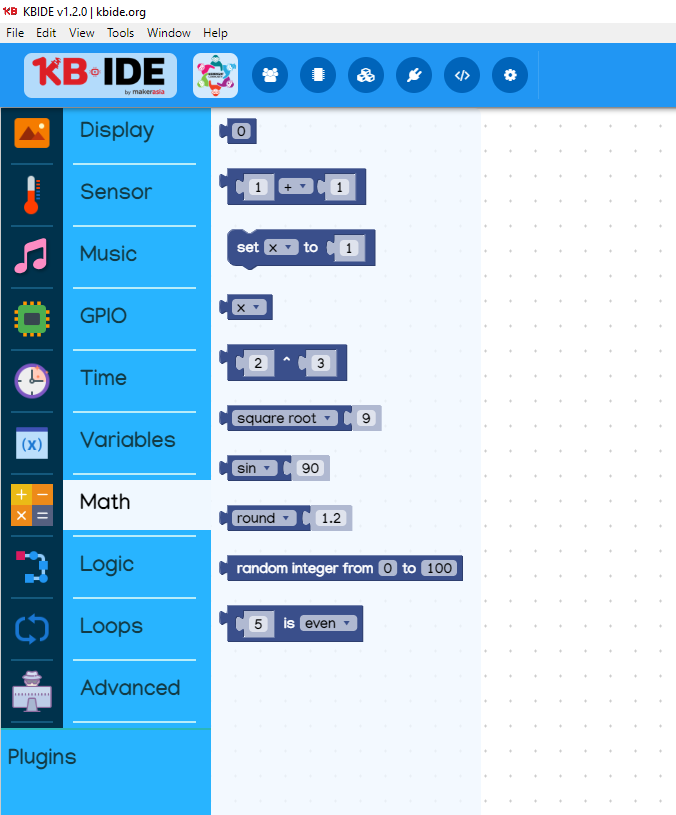 KB KBIDE v1.2.0 | kbide.org
File Edit View Tools Window Help
KB IDE
by makerasia
</>
Display
0
Sensor
1 + 1
Music
set x to 1
GPIO
x
Time
2 ^ 3
Variables
(x)
square root 9
sin 90
Math
round 1.2
Logic
random integer from 0 to 100
Loops
5 is even
Advanced
Plugins